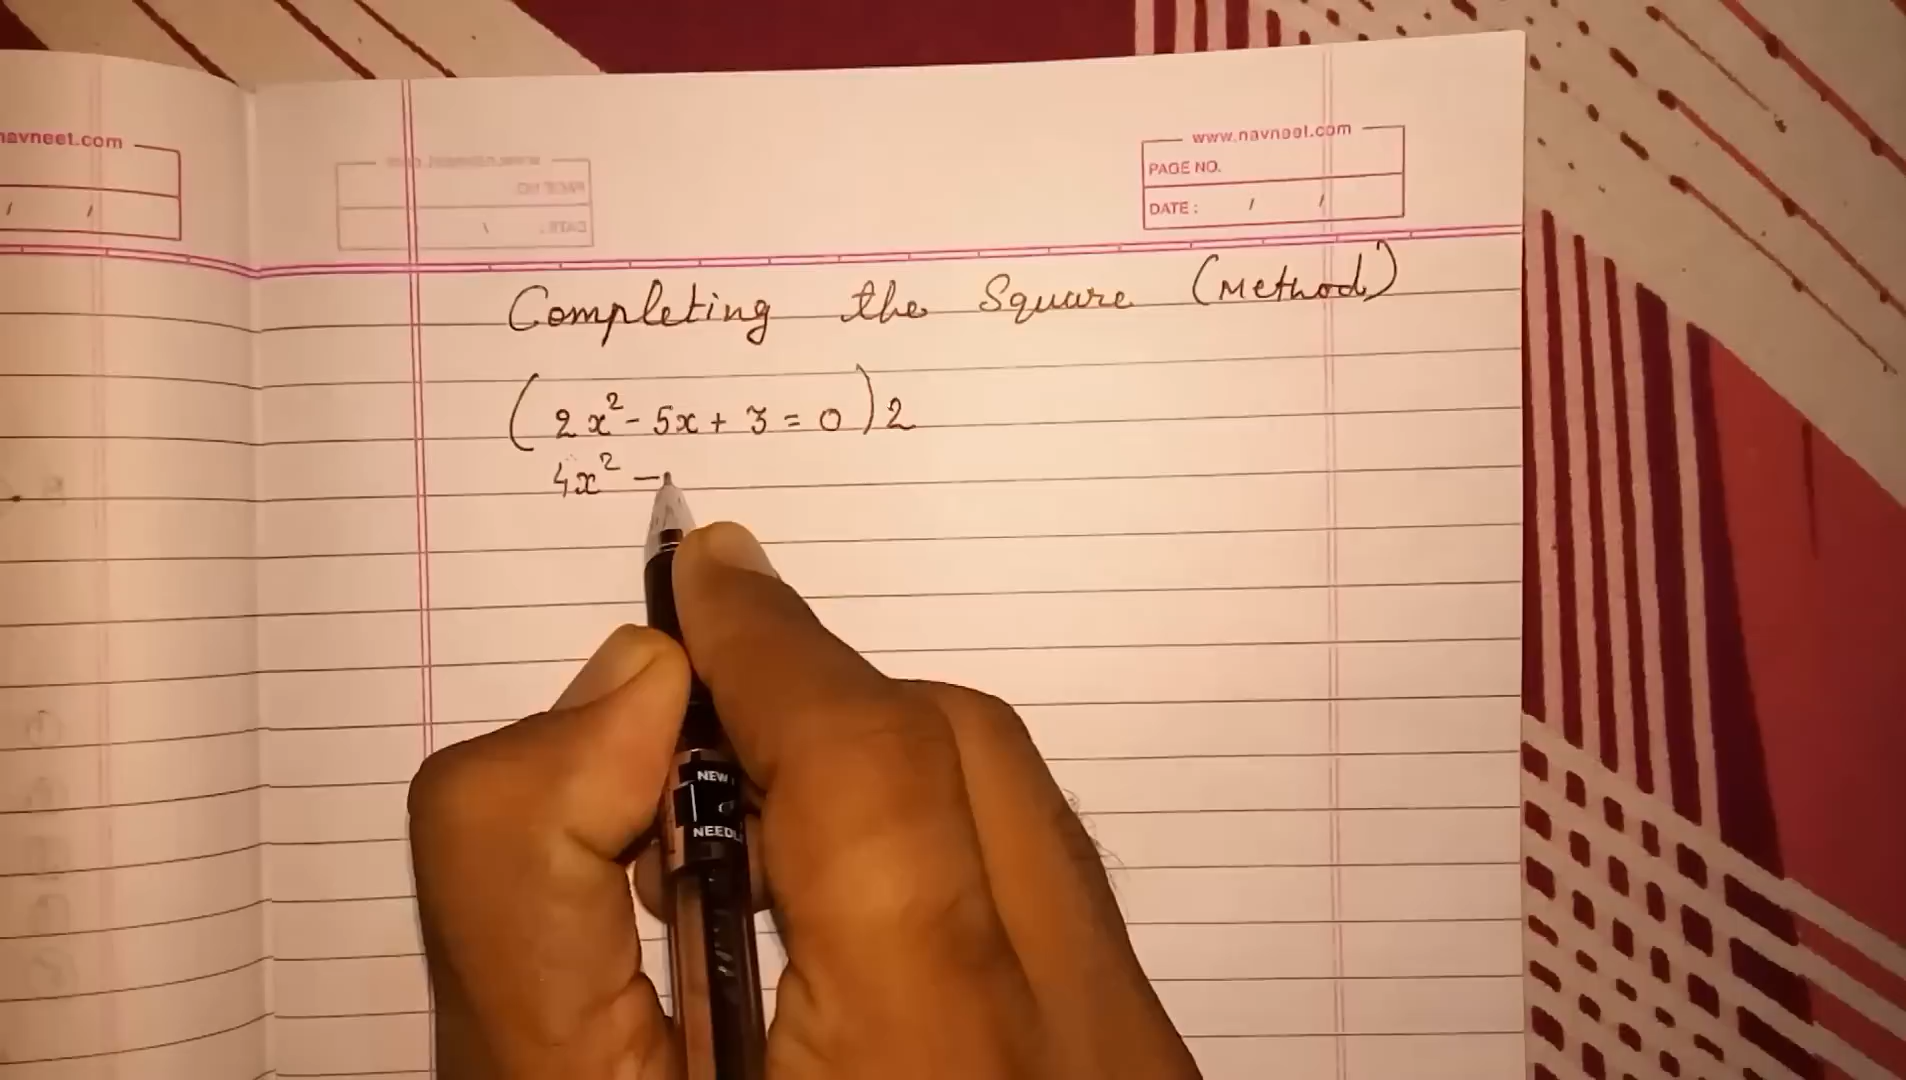 navneet.com
/ /
www.navneet.com
PAGE NO.
DATE : / /
Completing the Square (Method)
(2x² - 5x + 3 = 0)2
4x² -
NEW
NEEDL